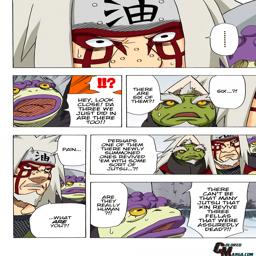 油
......
!!?
HEY, LOOK
CLOSE! DA
THREE WE
JUST DID IN
ARE THERE
TOO!!
THERE
ARE SIX
OF
THEM?!
SIX...?!
PAIN...
油
...WHAT
ARE
YOU?!
PERHAPS
ONE OF THEM
THERE NEWLY
SUMMONED
ONES REVIVED
'EM WITH
SOME SORT
OF
JUTSU...?!
ARE
THEY
REALLY
HUMAN
?!!
THERE
CAN'T BE
THAT MANY
JUTSU THAT
KIN REVIVE
THREE
FELLAS
THAT WERE
ASSUREDLY
DEAD?!!
COLORED
MANGA.COM